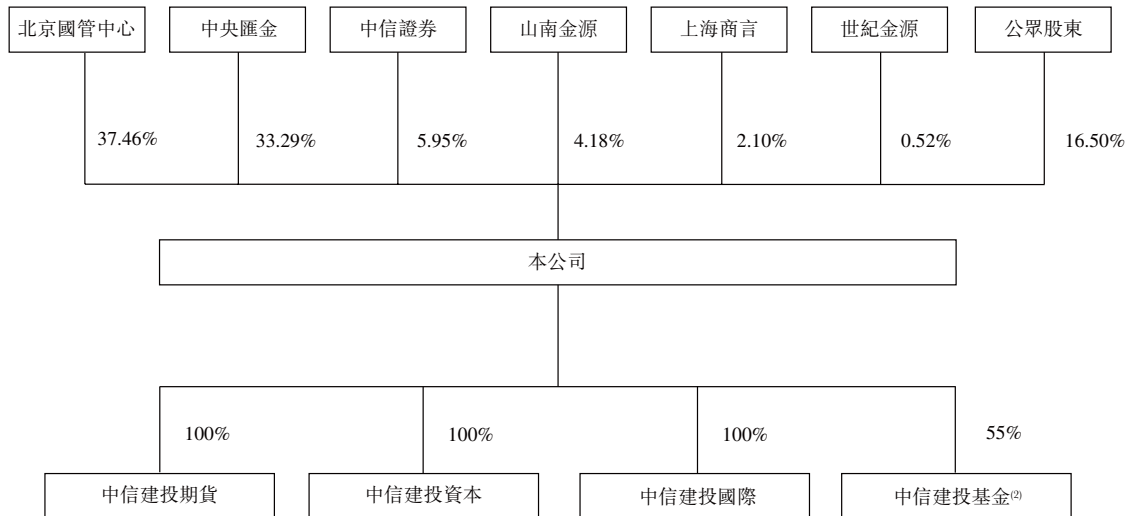 北京國管中心 中央匯金 中信證券 山南金源 上海商言 世紀金源 公眾股東
37.46% 33.29% 5.95% 4.18% 2.10% 0.52% 16.50%
本公司
100% 100% 100% 55%
中信建投期貨 中信建投資本 中信建投國際 中信建投基金(2)